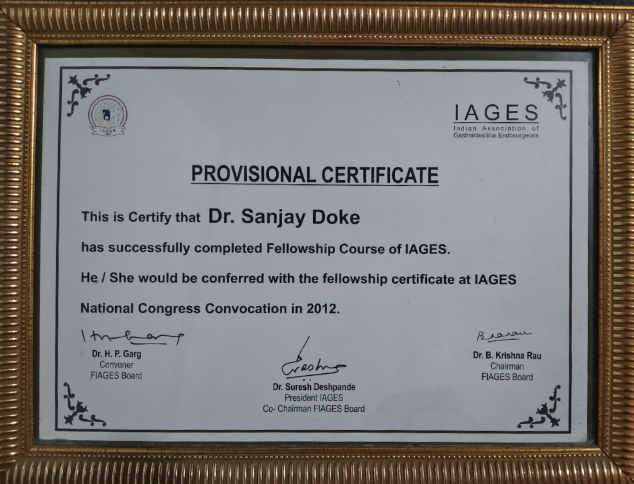 IAGES
IAGES
Indian Association of
Gastrointestinal Endosurgeons
PROVISIONAL CERTIFICATE
This is Certify that Dr. Sanjay Doke
has successfully completed Fellowship Course of IAGES.
He / She would be conferred with the fellowship certificate at IAGES
National Congress Convocation in 2012.
Dr. H. P. Garg
Convener
FIAGES Board
Dr. Suresh Deshpande
President IAGES
Co- Chairman FIAGES Board
Dr. B. Krishna Rau
Chairman
FIAGES Board